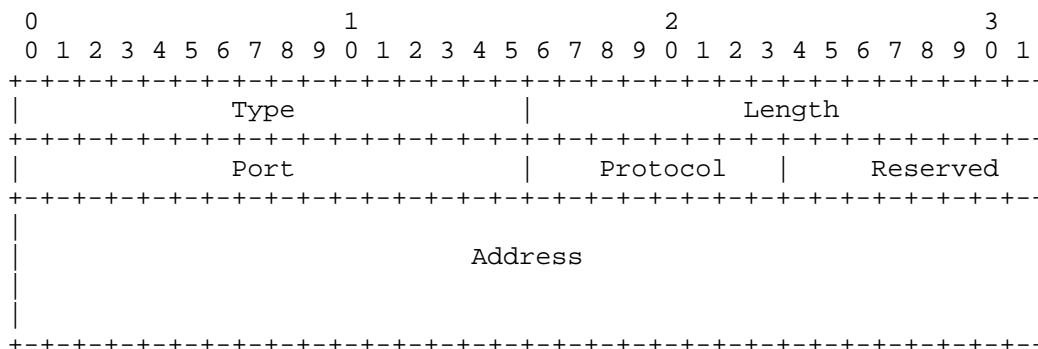 0                   1                   2                   3
0 1 2 3 4 5 6 7 8 9 0 1 2 3 4 5 6 7 8 9 0 1 2 3 4 5 6 7 8 9 0 1
+-+-+-+-+-+-+-+-+-+-+-+-+-+-+-+-+-+-+-+-+-+-+-+-+-+-+-+-+-+-+-+-
|             Type              |             Length
+-+-+-+-+-+-+-+-+-+-+-+-+-+-+-+-+-+-+-+-+-+-+-+-+-+-+-+-+-+-+-+-
|             Port              |    Protocol   |     Reserved
+-+-+-+-+-+-+-+-+-+-+-+-+-+-+-+-+-+-+-+-+-+-+-+-+-+-+-+-+-+-+-+-
|
|                            Address
|
|
+-+-+-+-+-+-+-+-+-+-+-+-+-+-+-+-+-+-+-+-+-+-+-+-+-+-+-+-+-+-+-+-